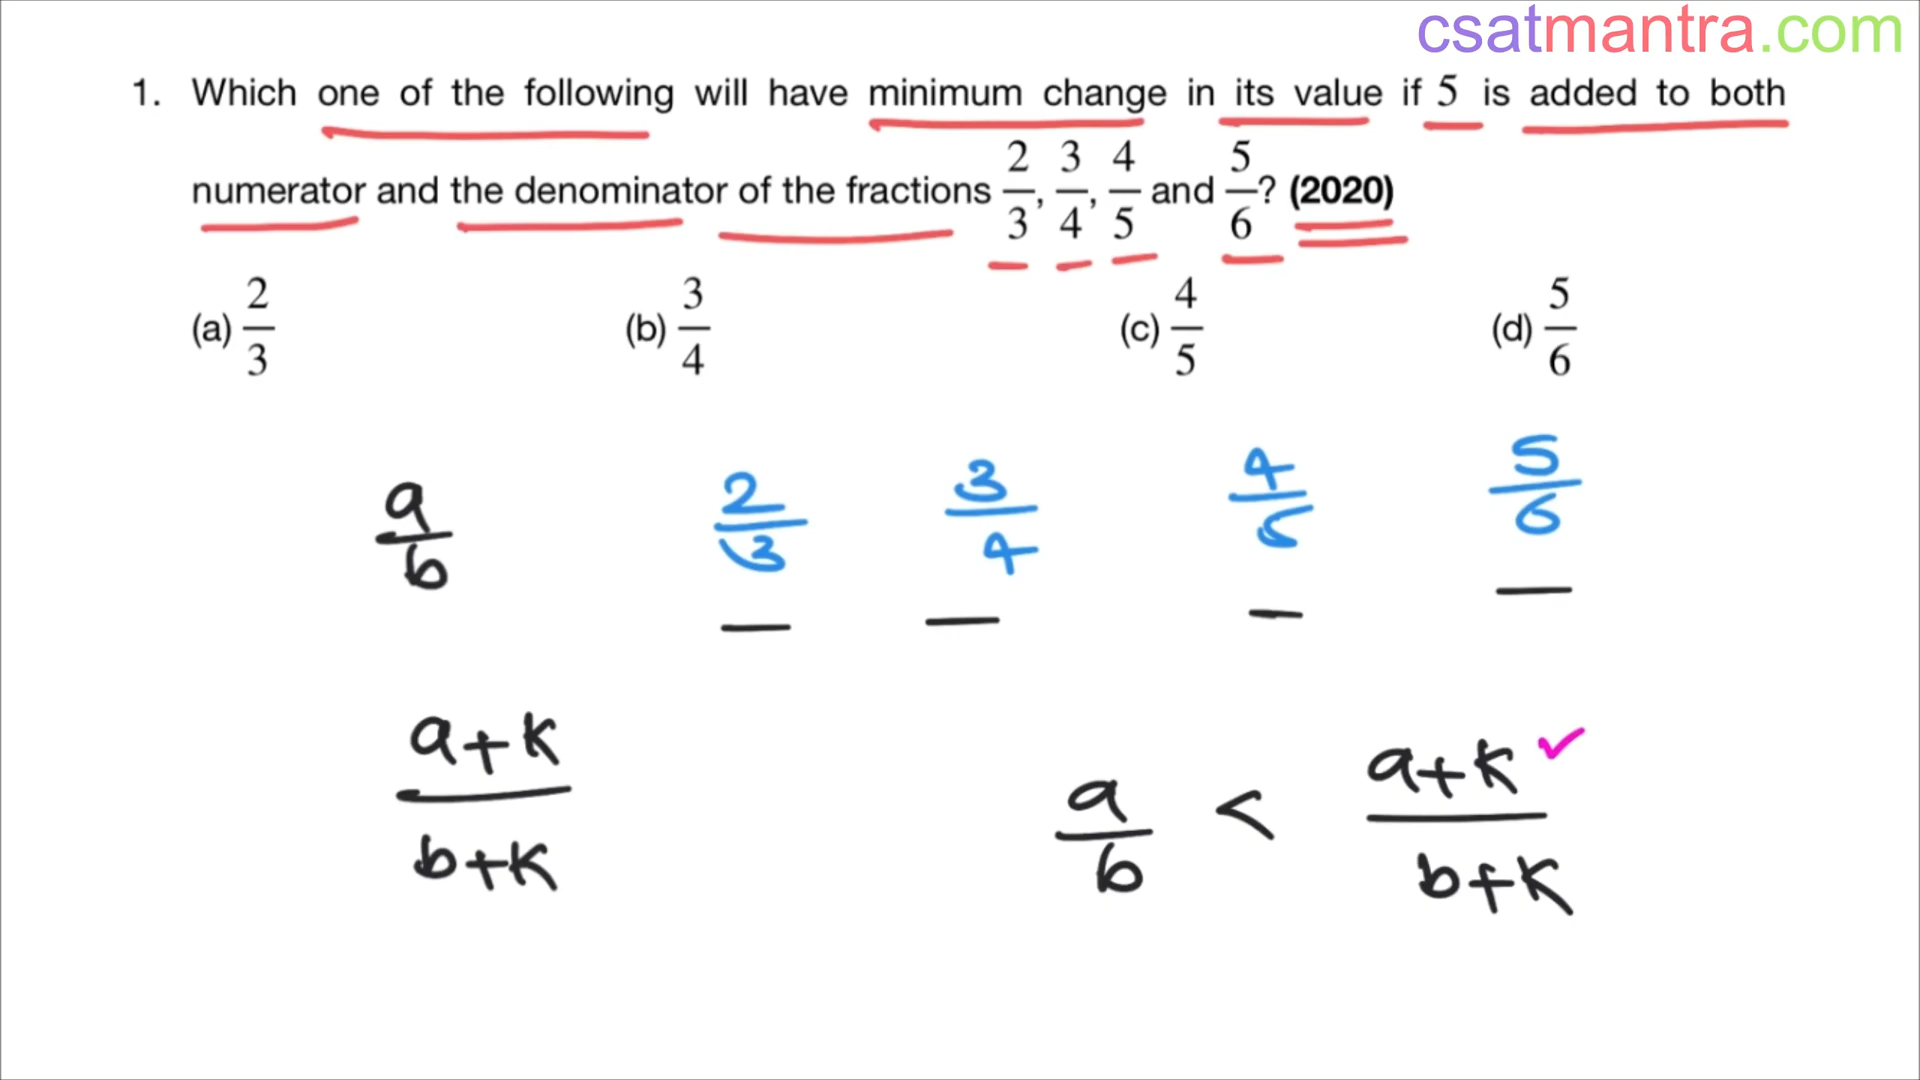 csatmantra.com
1. Which one of the following will have minimum change in its value if 5 is added to both
numerator and the denominator of the fractions 2/3, 3/4, 4/5 and 5/6? (2020)
(a) 2/3 (b) 3/4 (c) 4/5 (d) 5/6
a/b 2/3 3/4 4/5 5/6
a+k/b+k a/b < a+k/b+k ✓